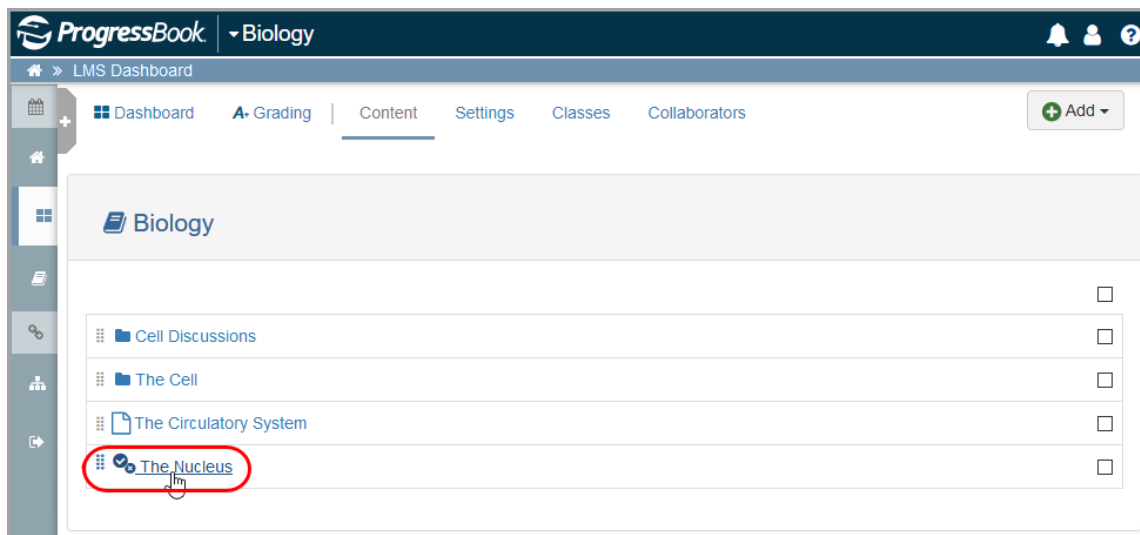 ProgressBook Biology
LMS Dashboard
Dashboard A+ Grading Content Settings Classes Collaborators Add
Biology
Cell Discussions
The Cell
The Circulatory System
The Nucleus